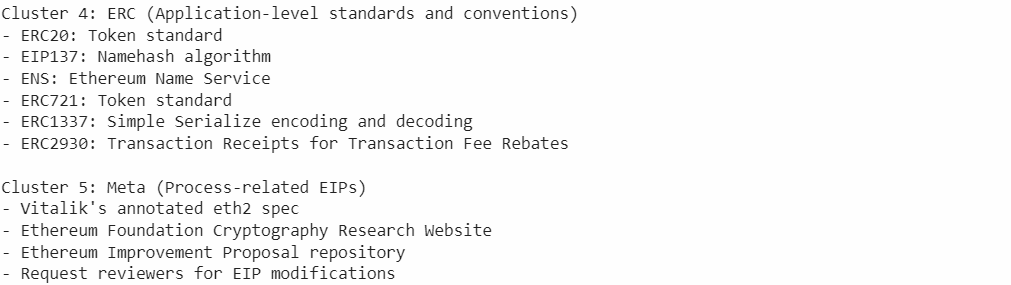 Cluster 4: ERC (Application-level standards and conventions)
- ERC20: Token standard
- EIP137: Namehash algorithm
- ENS: Ethereum Name Service
- ERC721: Token standard
- ERC1337: Simple Serialize encoding and decoding
- ERC2930: Transaction Receipts for Transaction Fee Rebates
Cluster 5: Meta (Process-related EIPs)
- Vitalik's annotated eth2 spec
- Ethereum Foundation Cryptography Research Website
- Ethereum Improvement Proposal repository
- Request reviewers for EIP modifications